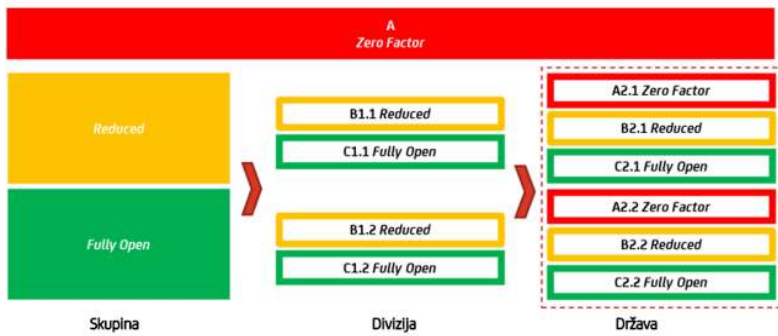 A
Zero Factor
Reduced
Fully Open
B1.1 Reduced
C1.1 Fully Open
B1.2 Reduced
C1.2 Fully Open
A2.1 Zero Factor
B2.1 Reduced
C2.1 Fully Open
A2.2 Zero Factor
B2.2 Reduced
C2.2 Fully Open
Skupina
Divizija
Država